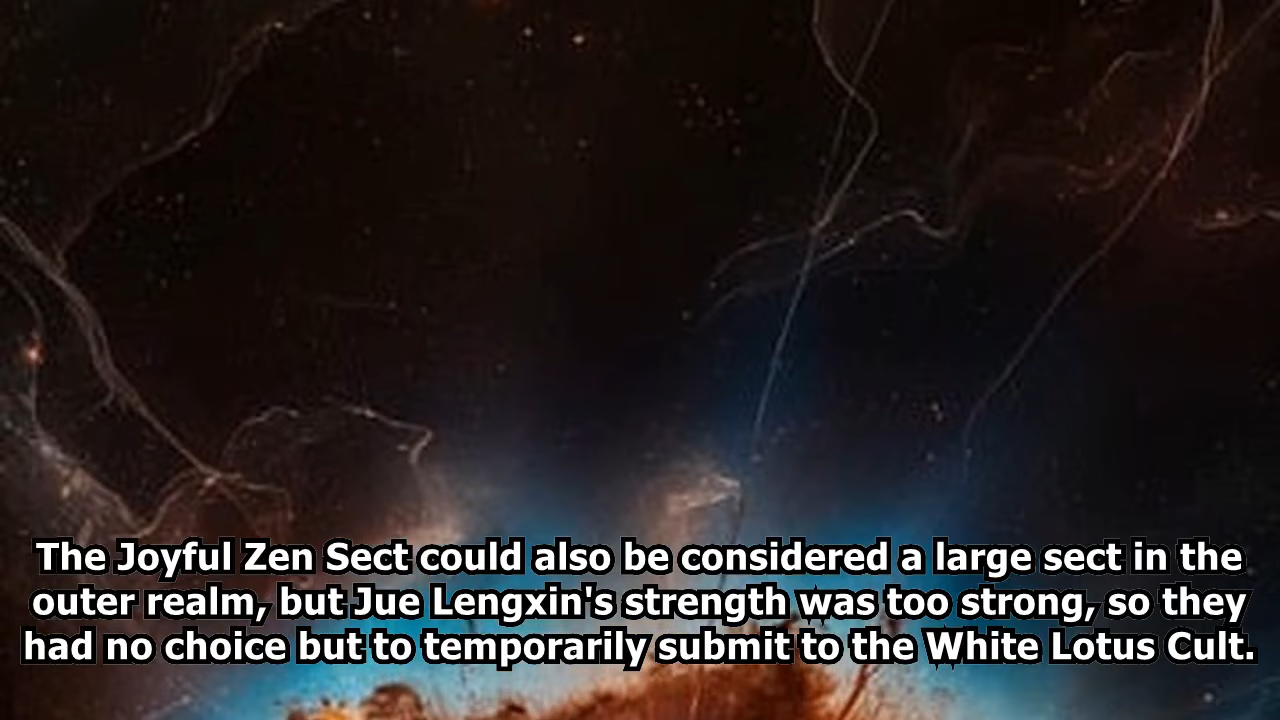 The Joyful Zen Sect could also be considered a large sect in the
outer realm, but Jue Lengxin's strength was too strong, so they
had no choice but to temporarily submit to the White Lotus Cult.